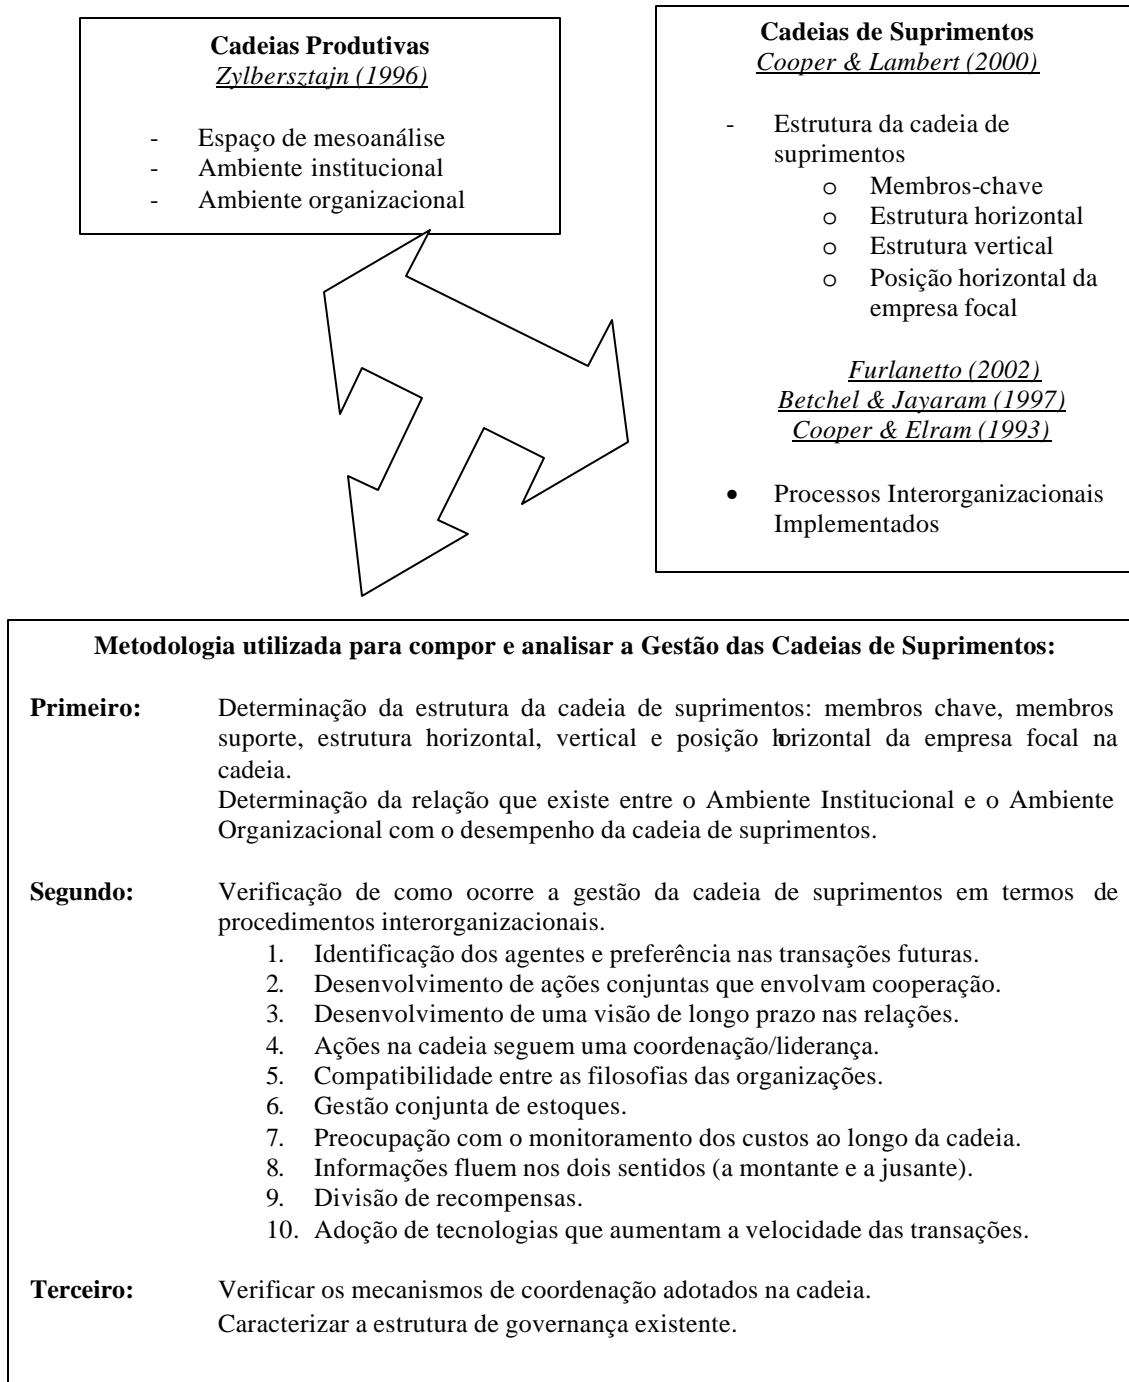 Cadeias Produtivas
Zylbersztajn (1996)
- Espaço de mesoanálise
- Ambiente institucional
- Ambiente organizacional
Cadeias de Suprimentos
Cooper & Lambert (2000)
- Estrutura da cadeia de
suprimentos
o Membros-chave
o Estrutura horizontal
o Estrutura vertical
o Posição horizontal da
empresa focal
Furlanetto (2002)
Betchel & Jayaram (1997)
Cooper & Elram (1993)
• Processos Interorganizacionais
Implementados
Metodologia utilizada para compor e analisar a Gestão das Cadeias de Suprimentos:
Primeiro: Determinação da estrutura da cadeia de suprimentos: membros chave, membros
suporte, estrutura horizontal, vertical e posição horizontal da empresa focal na
cadeia.
Determinação da relação que existe entre o Ambiente Institucional e o Ambiente
Organizacional com o desempenho da cadeia de suprimentos.
Segundo: Verificação de como ocorre a gestão da cadeia de suprimentos em termos de
procedimentos interorganizacionais.
1. Identificação dos agentes e preferência nas transações futuras.
2. Desenvolvimento de ações conjuntas que envolvam cooperação.
3. Desenvolvimento de uma visão de longo prazo nas relações.
4. Ações na cadeia seguem uma coordenação/liderança.
5. Compatibilidade entre as filosofias das organizações.
6. Gestão conjunta de estoques.
7. Preocupação com o monitoramento dos custos ao longo da cadeia.
8. Informações fluem nos dois sentidos (a montante e a jusante).
9. Divisão de recompensas.
10. Adoção de tecnologias que aumentam a velocidade das transações.
Terceiro: Verificar os mecanismos de coordenação adotados na cadeia.
Caracterizar a estrutura de governança existente.